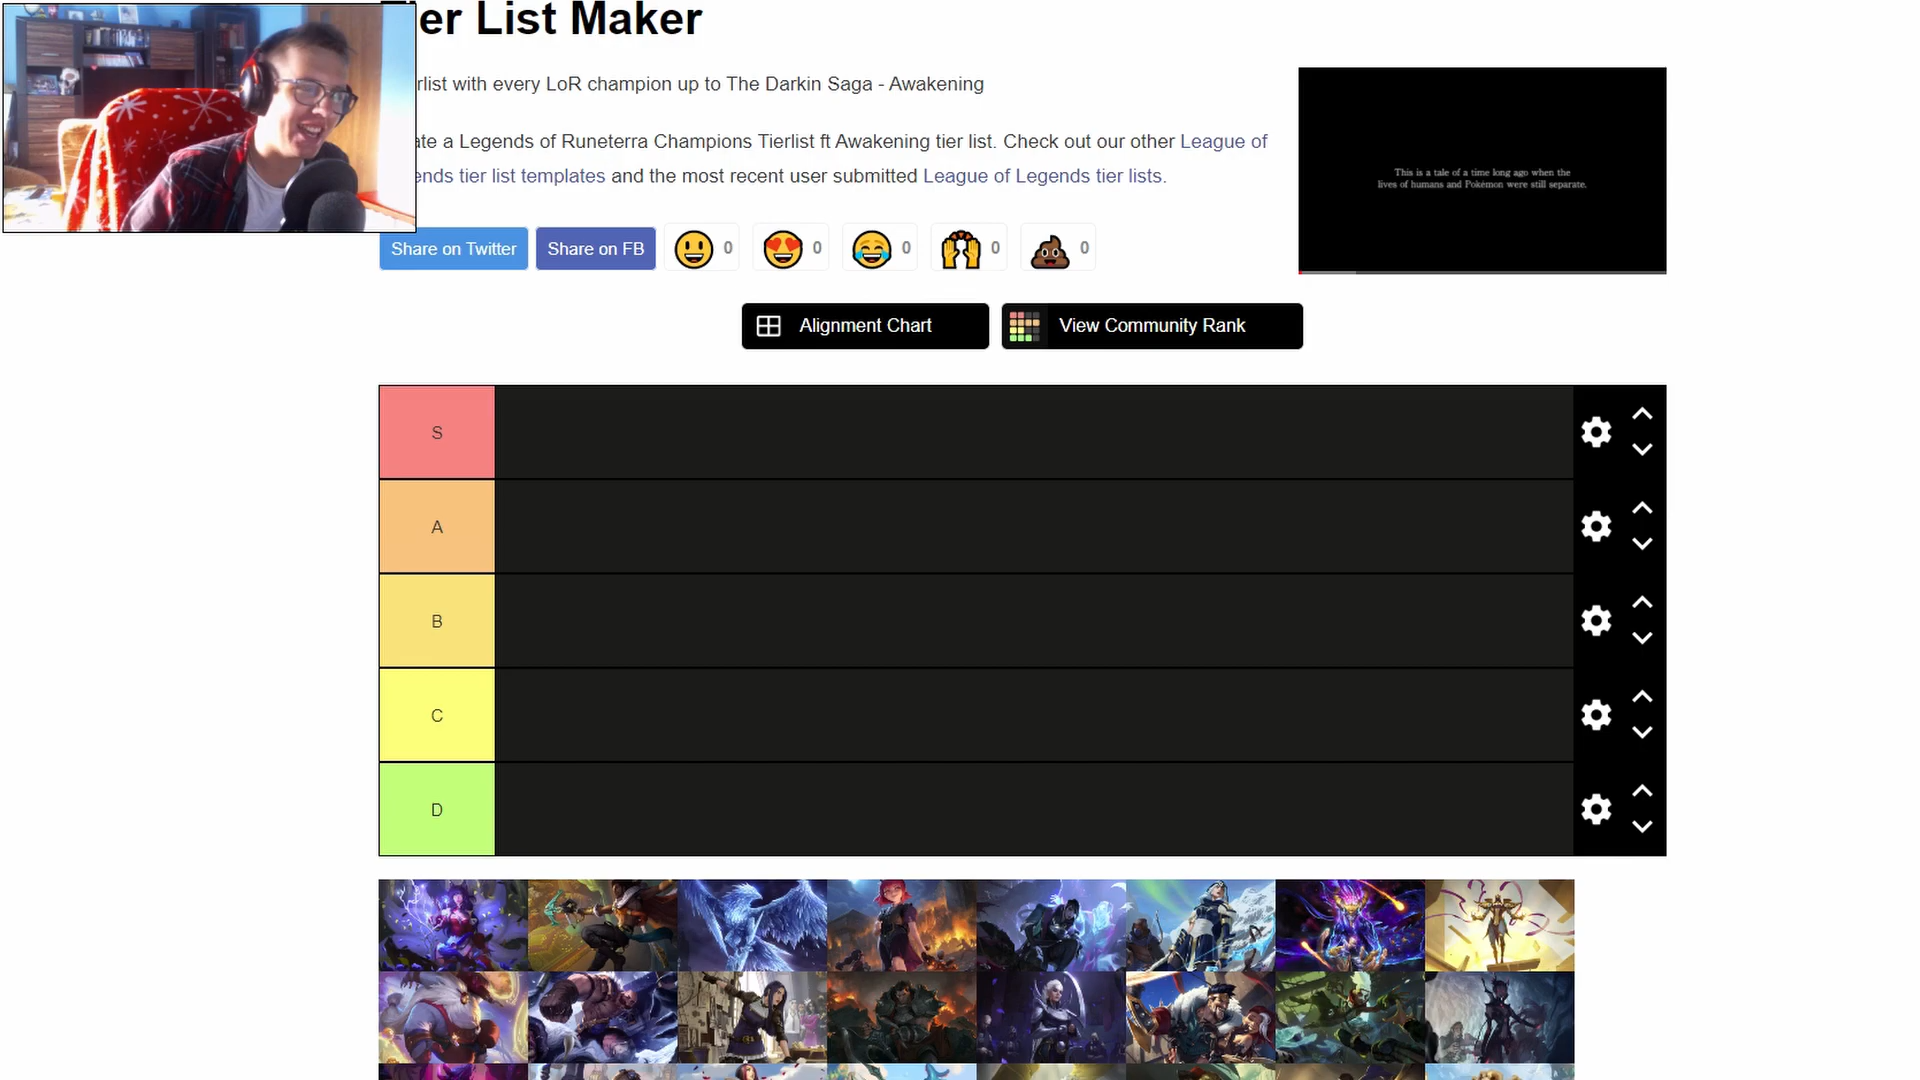 er List Maker
rlist with every LoR champion up to The Darkin Saga - Awakening
ate a Legends of Runeterra Champions Tierlist ft Awakening tier list. Check out our other League of
ends tier list templates and the most recent user submitted League of Legends tier lists.
This is a tale of a time long ago when the
lives of humans and Pokémon were still separate.
Share on Twitter Share on FB 0 0 0 0 0
Alignment Chart View Community Rank
S
A
B
C
D